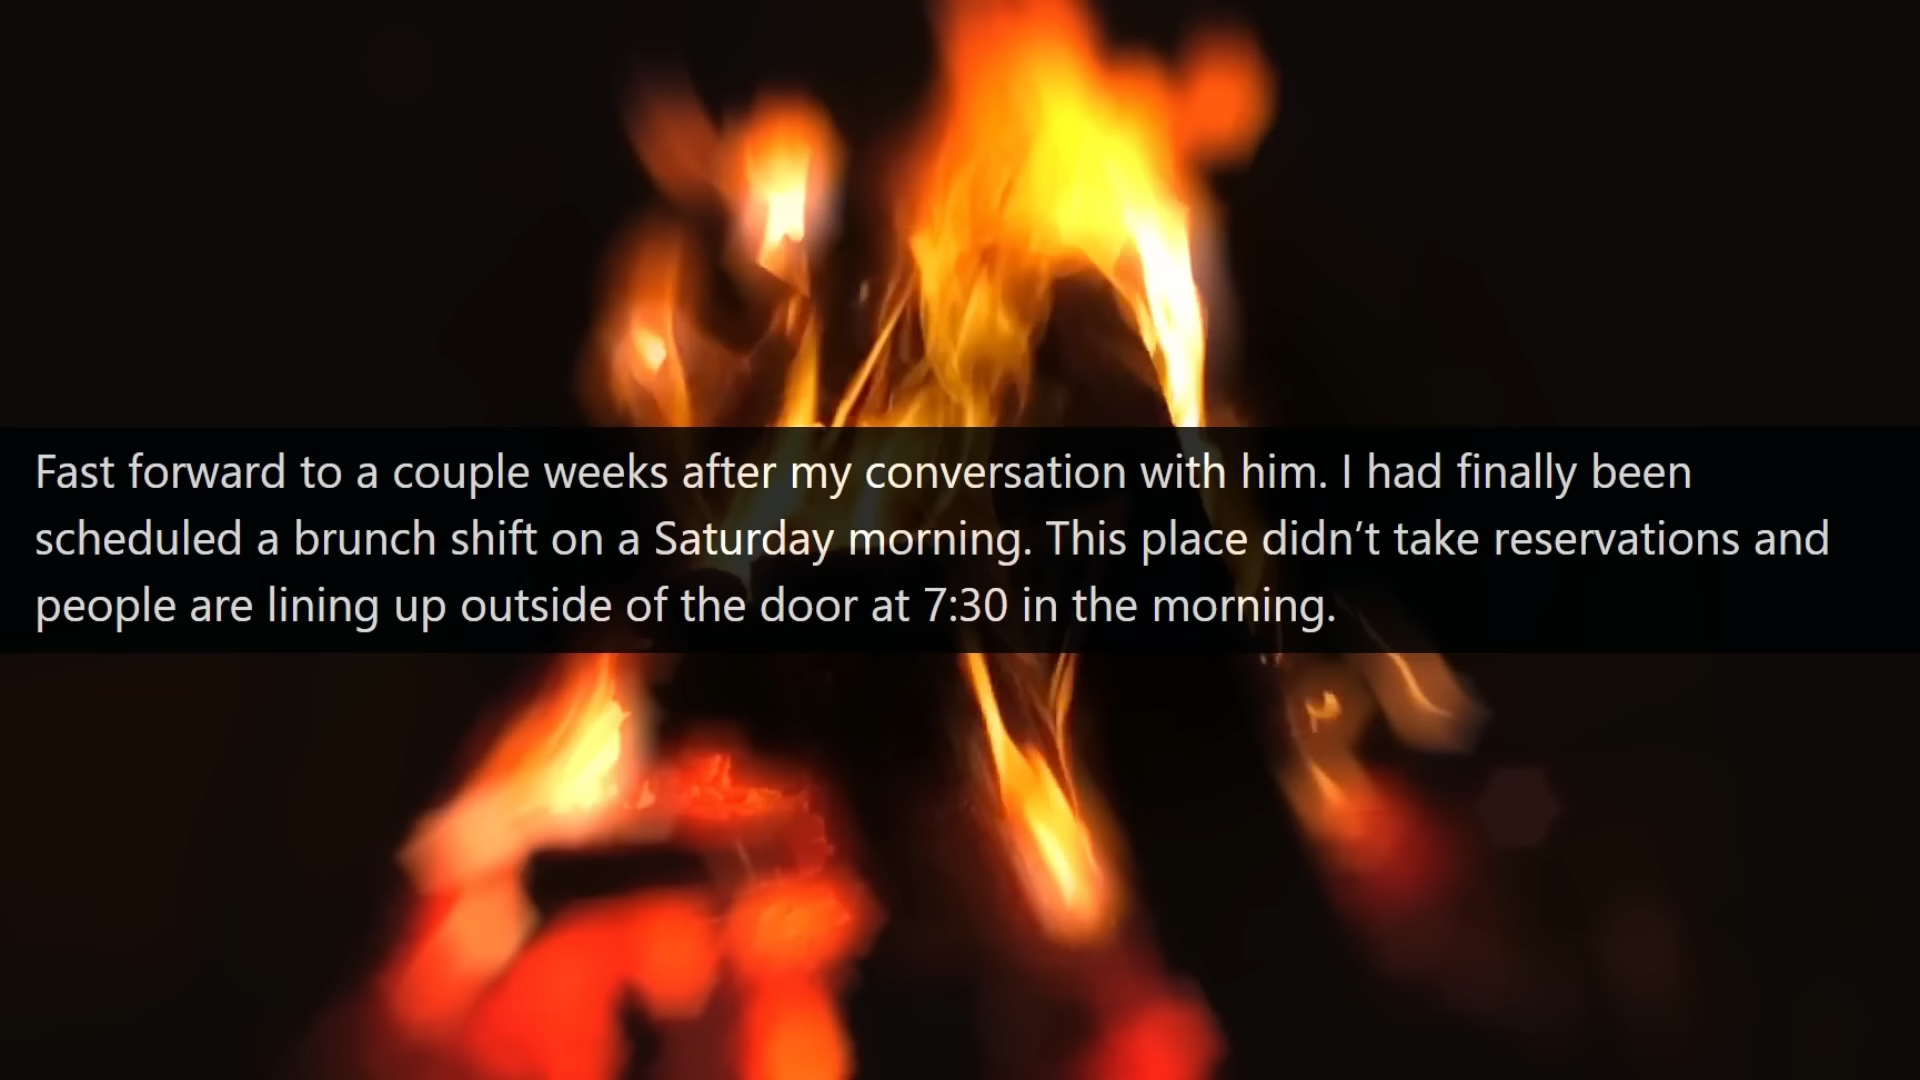 Fast forward to a couple weeks after my conversation with him. I had finally been
scheduled a brunch shift on a Saturday morning. This place didn’t take reservations and
people are lining up outside of the door at 7:30 in the morning.